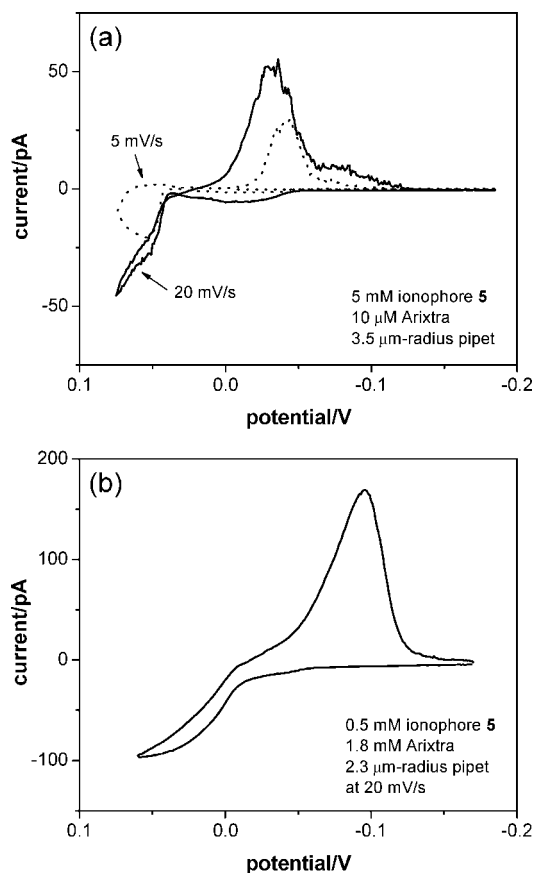 (a)
50
0
-50
current/pA
5 mV/s
20 mV/s
5 mM ionophore 5
10 μM Arixtra
3.5 μm-radius pipet
0.1
0.0
-0.1
-0.2
potential/V
(b)
200
100
0
-100
current/pA
0.5 mM ionophore 5
1.8 mM Arixtra
2.3 μm-radius pipet
at 20 mV/s
0.1
0.0
-0.1
-0.2
potential/V